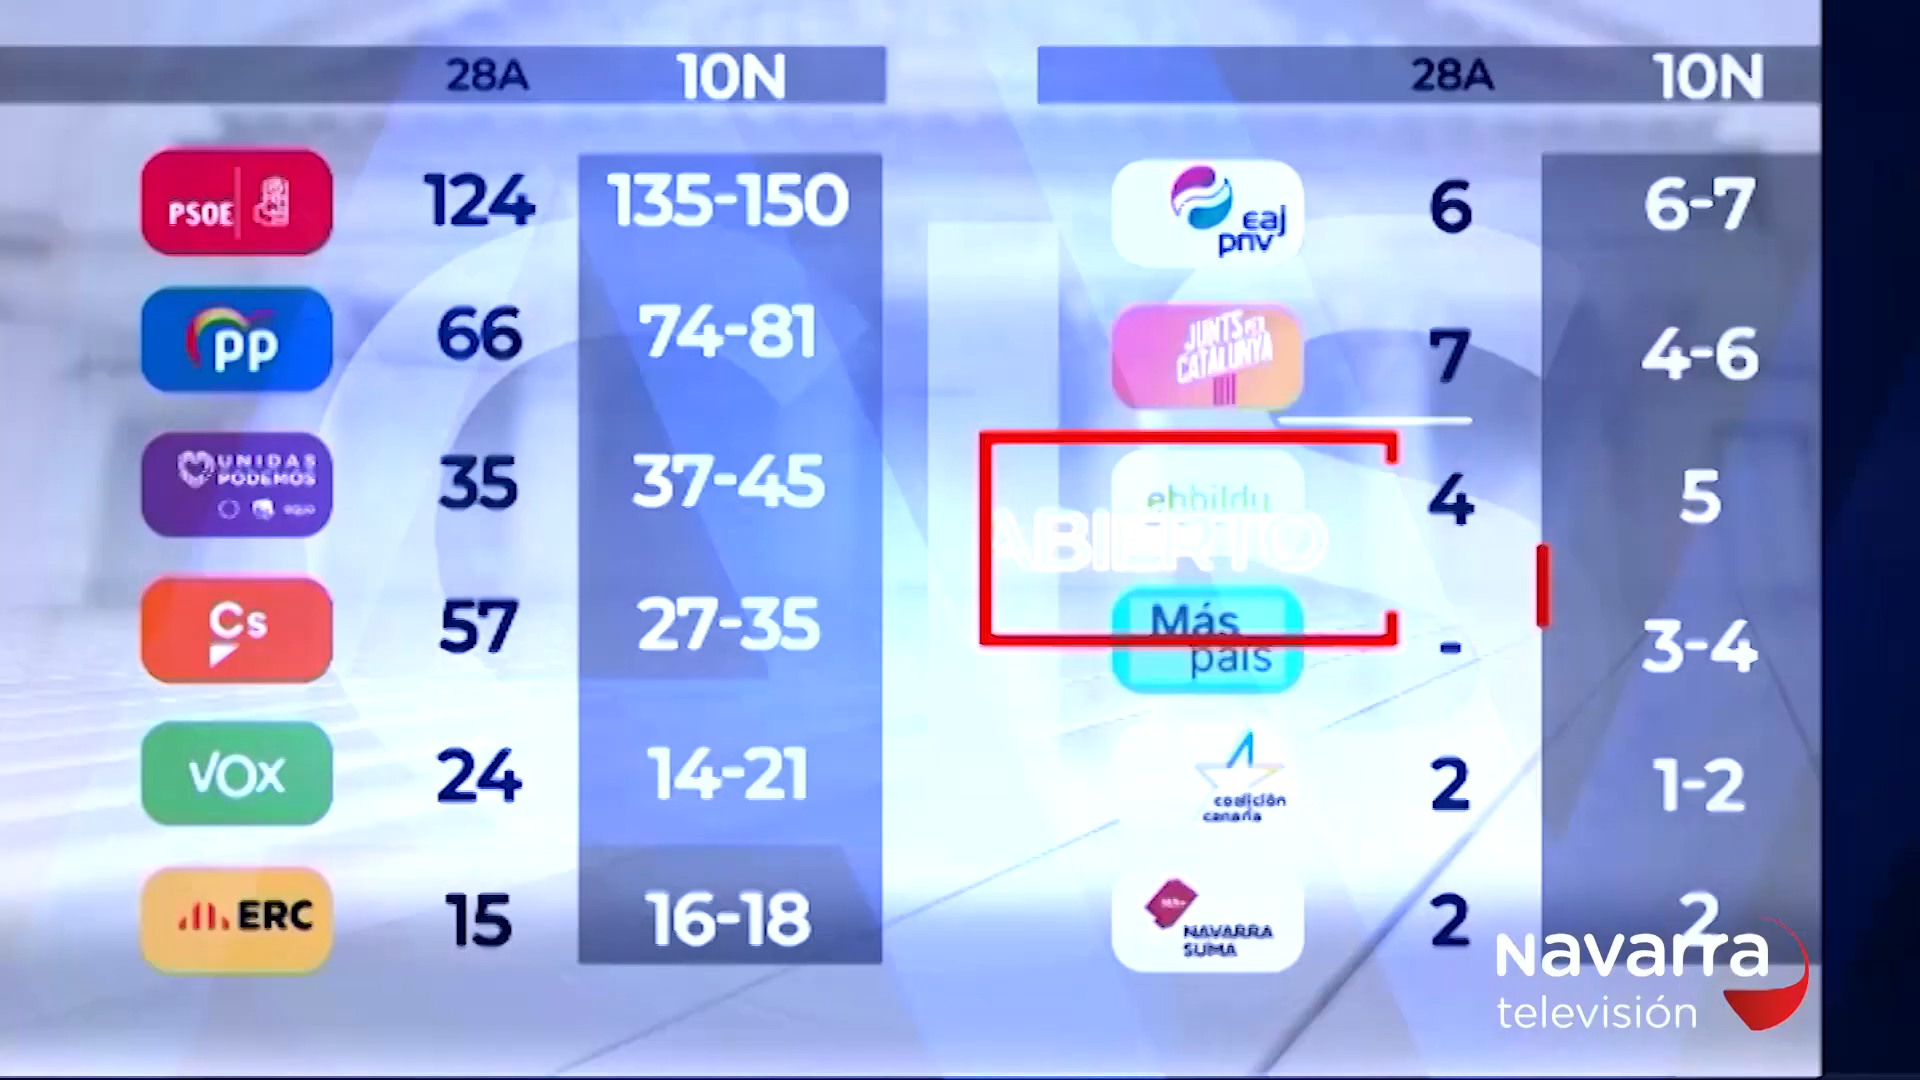 28A 10N
PSOE 124 135-150
PP 66 74-81
UNIDAS
PODEMOS 35 37-45
equo
Cs 57 27-35
VOX 24 14-21
ERC 15 16-18
28A 10N
eaj
pnv 6 6-7
JUNTS PER
CATALUNYA 7 4-6
ehbildu 4 5
ABIERTO
Más
país - 3-4
coalición
canaria 2 1-2
NAVARRA
SUMA 2 2
Navarra
televisión